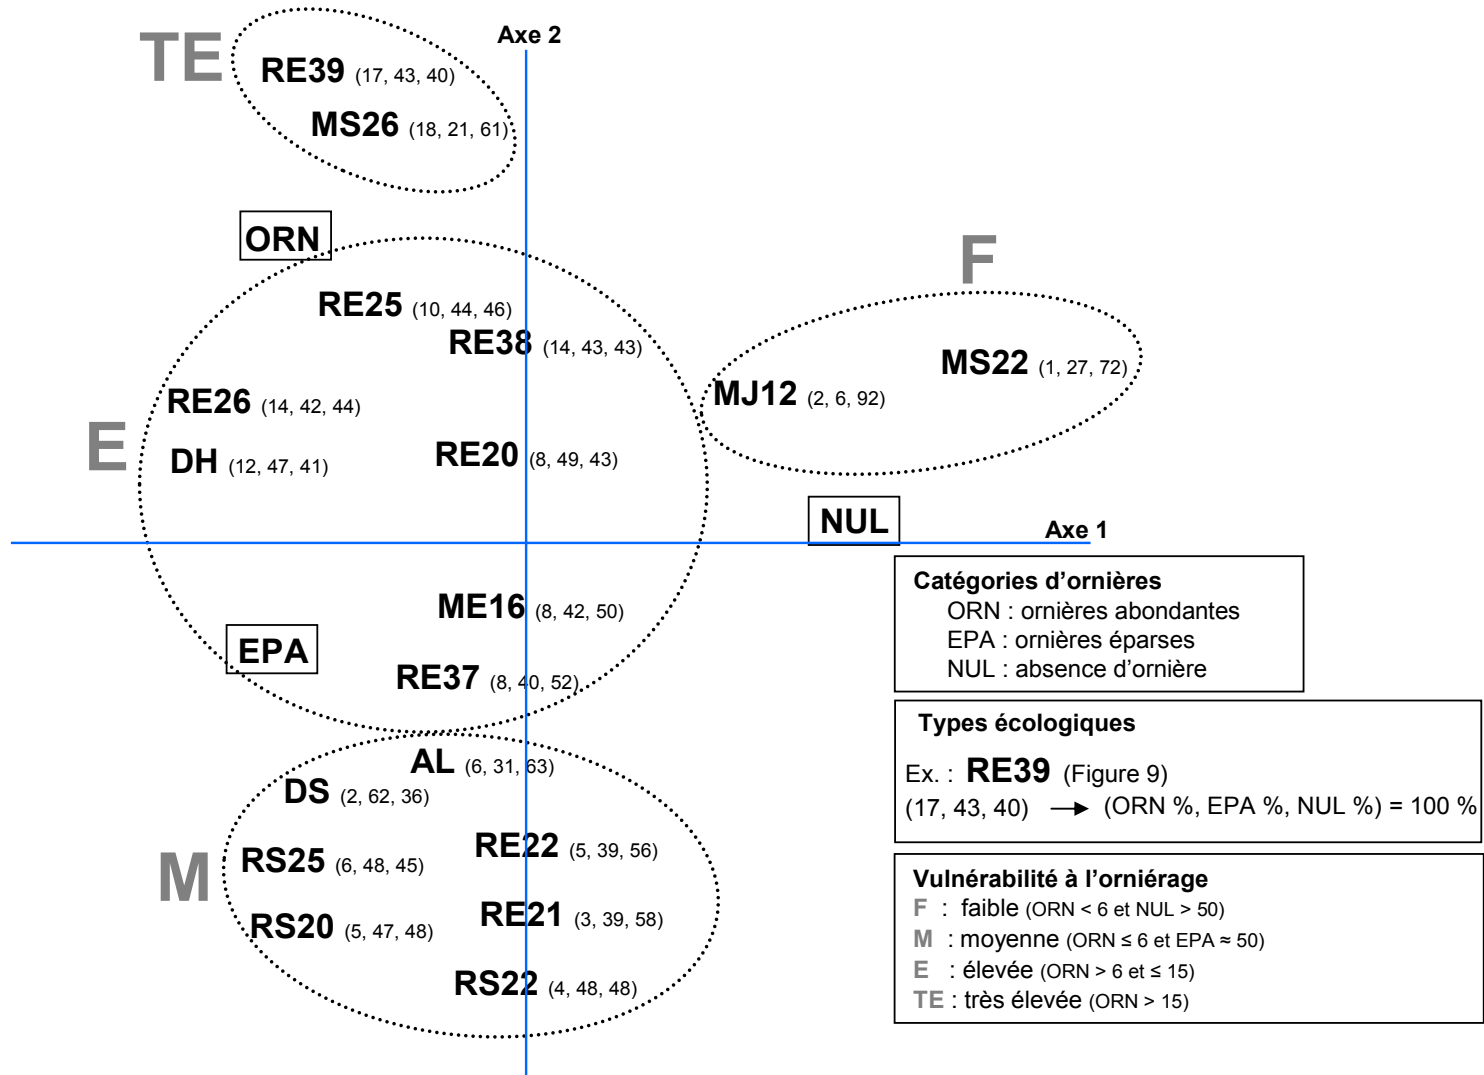 Axe 2
TE
RE39 (17, 43, 40)
MS26 (18, 21, 61)
ORN
F
RE25 (10, 44, 46)
RE38 (14, 43, 43)
MS22 (1, 27, 72)
MJ12 (2, 6, 92)
RE26 (14, 42, 44)
E
DH (12, 47, 41)
RE20 (8, 49, 43)
NUL
Axe 1
ME16 (8, 42, 50)
EPA
RE37 (8, 40, 52)
AL (6, 31, 63)
DS (2, 62, 36)
RE22 (5, 39, 56)
M
RS25 (6, 48, 45)
RE21 (3, 39, 58)
RS20 (5, 47, 48)
RS22 (4, 48, 48)
Catégories d’ornières
ORN : ornières abondantes
EPA : ornières éparses
NUL : absence d’ornière
Types écologiques
Ex. : RE39 (Figure 9)
(17, 43, 40) → (ORN %, EPA %, NUL %) = 100 %
Vulnérabilité à l’orniérage
F : faible (ORN < 6 et NUL > 50)
M : moyenne (ORN ≤ 6 et EPA ≈ 50)
E : élevée (ORN > 6 et ≤ 15)
TE : très élevée (ORN > 15)